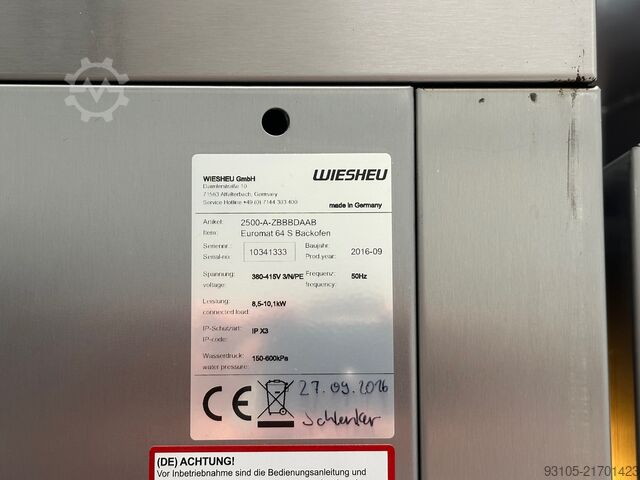 WIESHEU GmbH
Daimlerstraße 10
71563 Affalterbach, Germany
Service Hotline +49 (0) 7144 303 400
WIESHEU
made in Germany
Artikel: 2500-A-ZBBBDAAB
Item: Euromat 64 S Backofen
Seriennr.: Baujahr:
Serial-no: 10341333 Prod.year: 2016-09
Spannung: 380-415V 3/N/PE Frequenz: 50Hz
voltage: frequency:
Leistung: 8,5-10,1kW
connected load:
IP-Schutzart: IP X3
IP-code:
Wasserdruck: 150-600kPa
water pressure:
CE 27.09.2016
Schlenker
(DE) ACHTUNG!
Vor Inbetriebnahme sind die Bedienungsanleitung und
93105-21701423